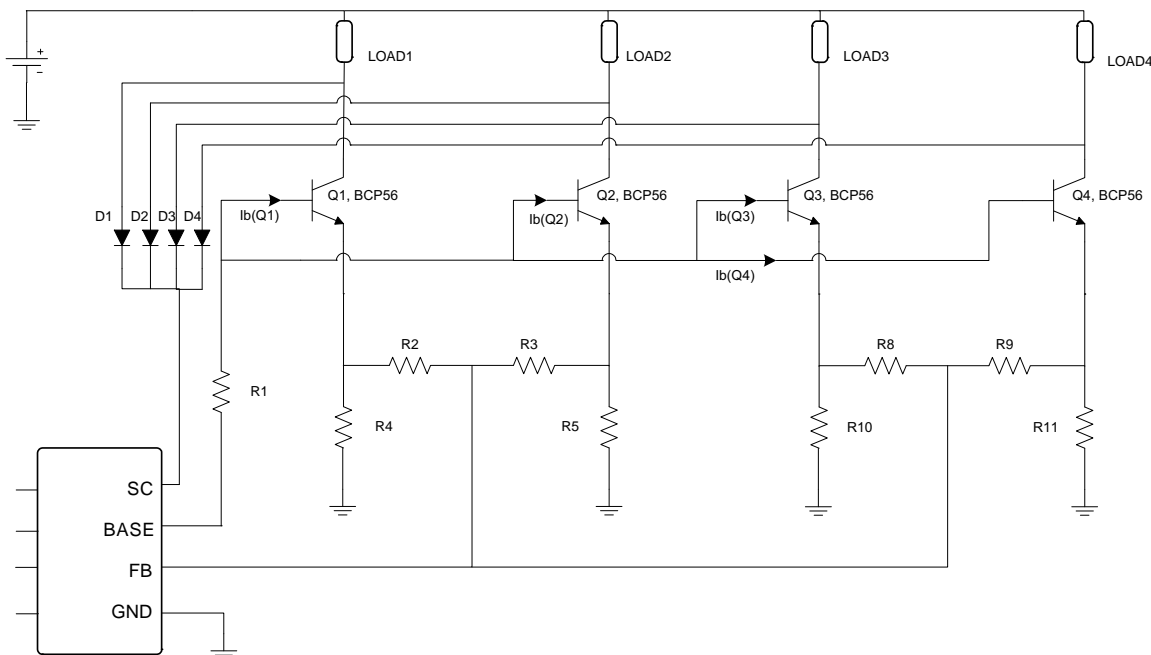 +
-
LOAD1
LOAD2
LOAD3
LOAD4
Q1, BCP56
Q2, BCP56
Q3, BCP56
Q4, BCP56
Ib(Q1)
Ib(Q2)
Ib(Q3)
Ib(Q4)
D1
D2
D3
D4
R2
R3
R8
R9
R1
R4
R5
R10
R11
SC
BASE
FB
GND